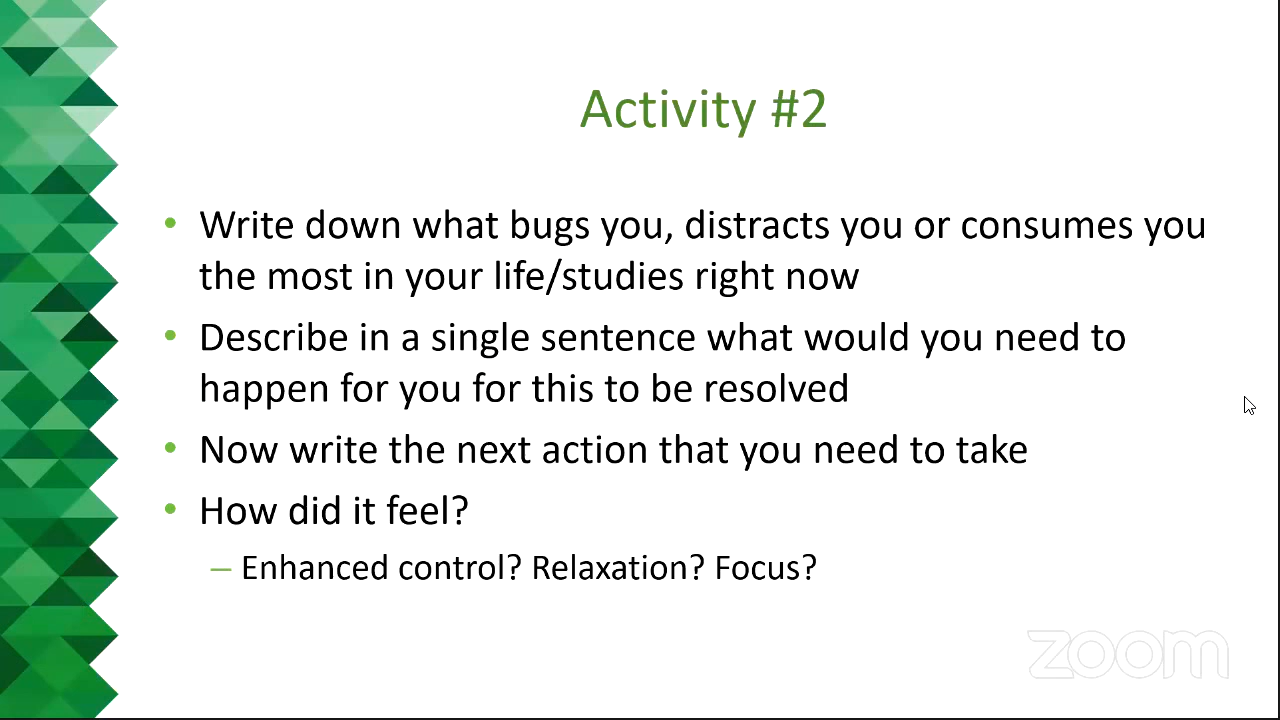 Activity #2
• Write down what bugs you, distracts you or consumes you
the most in your life/studies right now
• Describe in a single sentence what would you need to
happen for you for this to be resolved
• Now write the next action that you need to take
• How did it feel?
– Enhanced control? Relaxation? Focus?
zoom